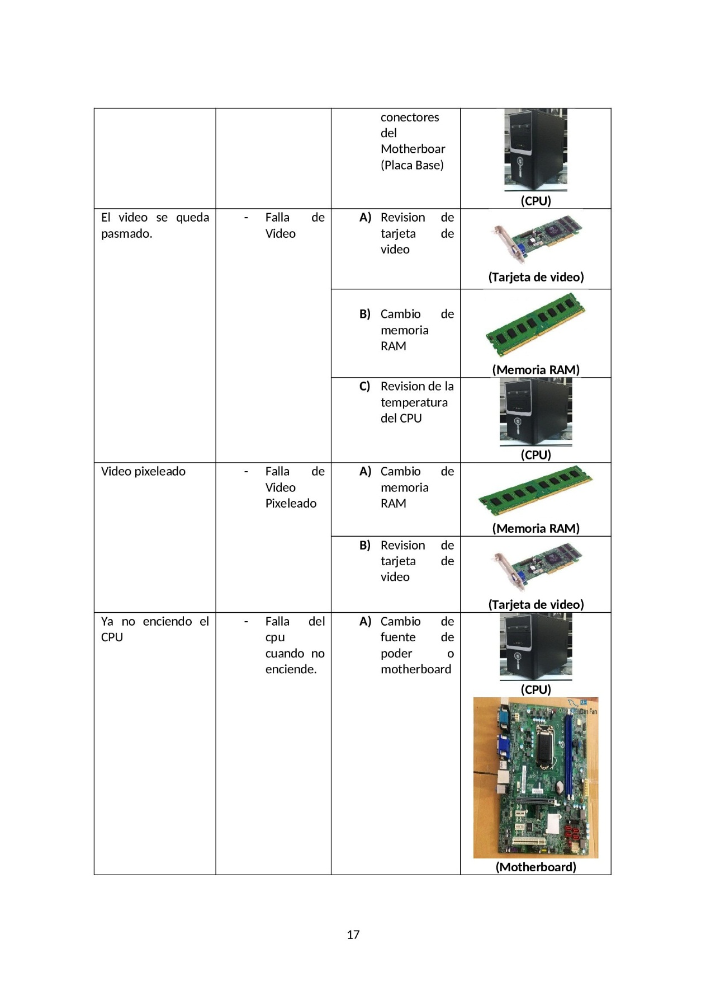 conectores
del
Motherboar
(Placa Base)
(CPU)
El video se queda
pasmado.
- Falla de
Video
A) Revision de
tarjeta de
video
(Tarjeta de video)
B) Cambio de
memoria
RAM
(Memoria RAM)
C) Revision de la
temperatura
del CPU
(CPU)
Video pixeleado
- Falla de
Video
Pixeleado
A) Cambio de
memoria
RAM
(Memoria RAM)
B) Revision de
tarjeta de
video
(Tarjeta de video)
Ya no enciendo el
CPU
- Falla del
cpu
cuando no
enciende.
A) Cambio de
fuente de
poder o
motherboard
(CPU)
Dan Fan
(Motherboard)
17